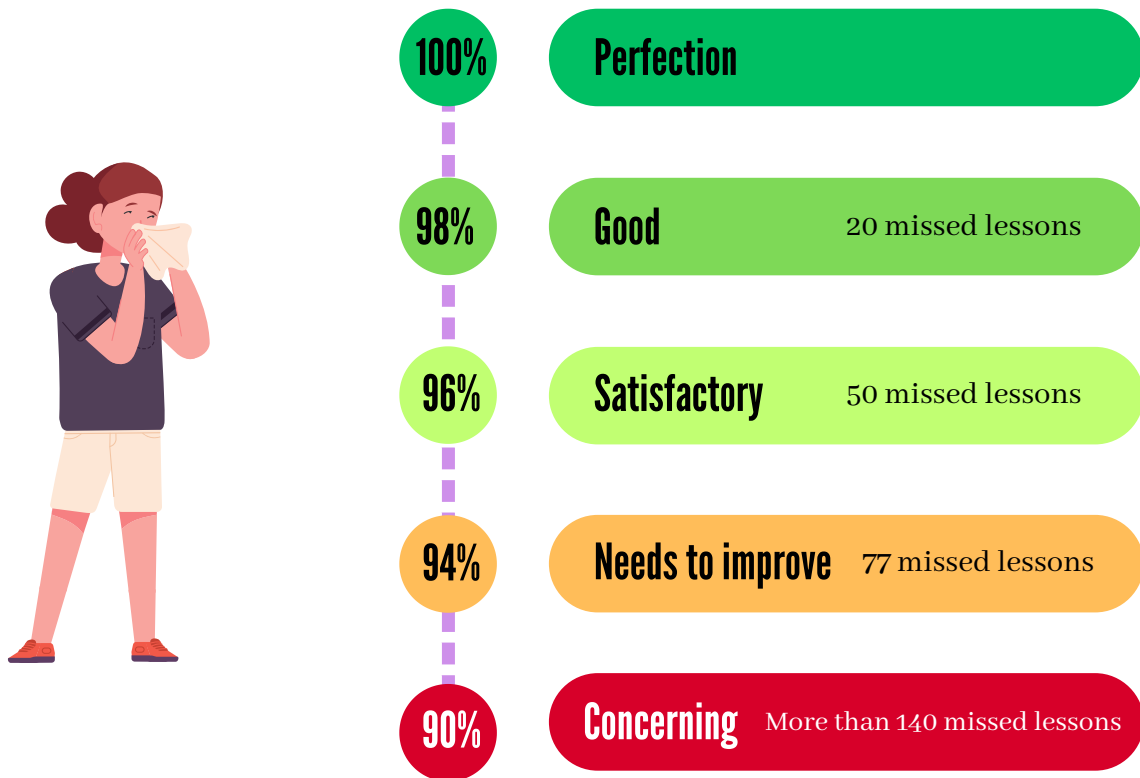 100% Perfection
98% Good 20 missed lessons
96% Satisfactory 50 missed lessons
94% Needs to improve 77 missed lessons
90% Concerning More than 140 missed lessons